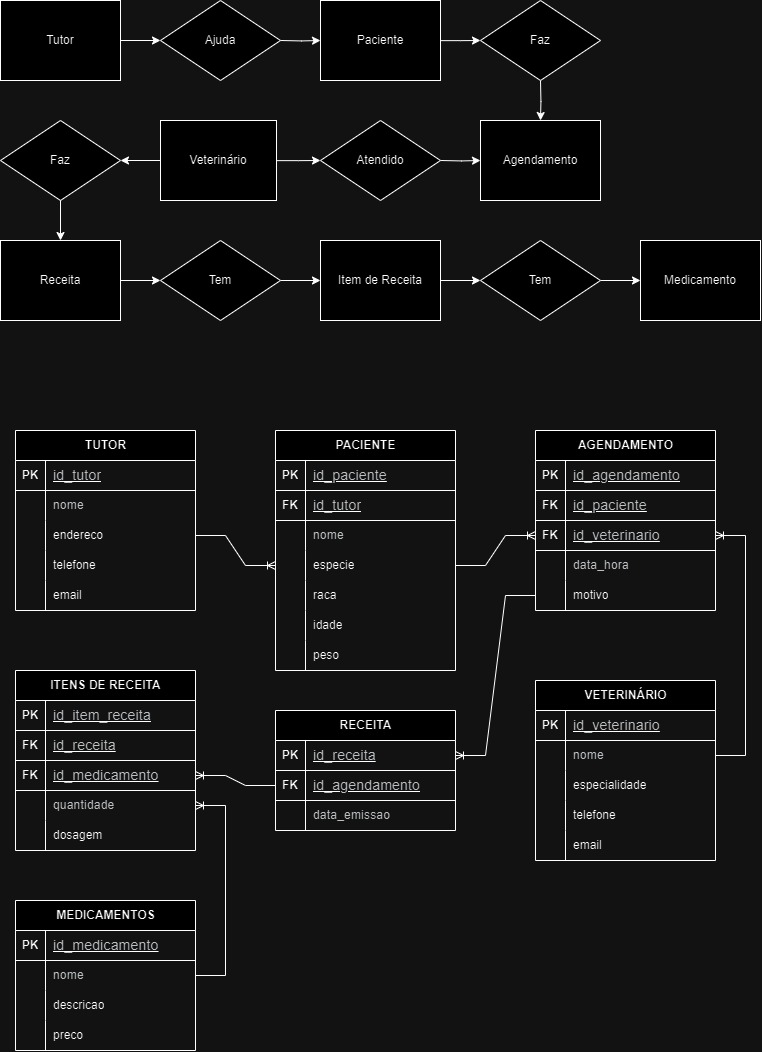 Tutor
Ajuda
Paciente
Faz
Faz
Veterinário
Atendido
Agendamento
Receita
Tem
Item de Receita
Tem
Medicamento
TUTOR
PK id_tutor
nome
endereco
telefone
email
PACIENTE
PK id_paciente
FK id_tutor
nome
especie
raca
idade
peso
AGENDAMENTO
PK id_agendamento
FK id_paciente
FK id_veterinario
data_hora
motivo
ITENS DE RECEITA
PK id_item_receita
FK id_receita
FK id_medicamento
quantidade
dosagem
RECEITA
PK id_receita
FK id_agendamento
data_emissao
VETERINÁRIO
PK id_veterinario
nome
especialidade
telefone
email
MEDICAMENTOS
PK id_medicamento
nome
descricao
preco